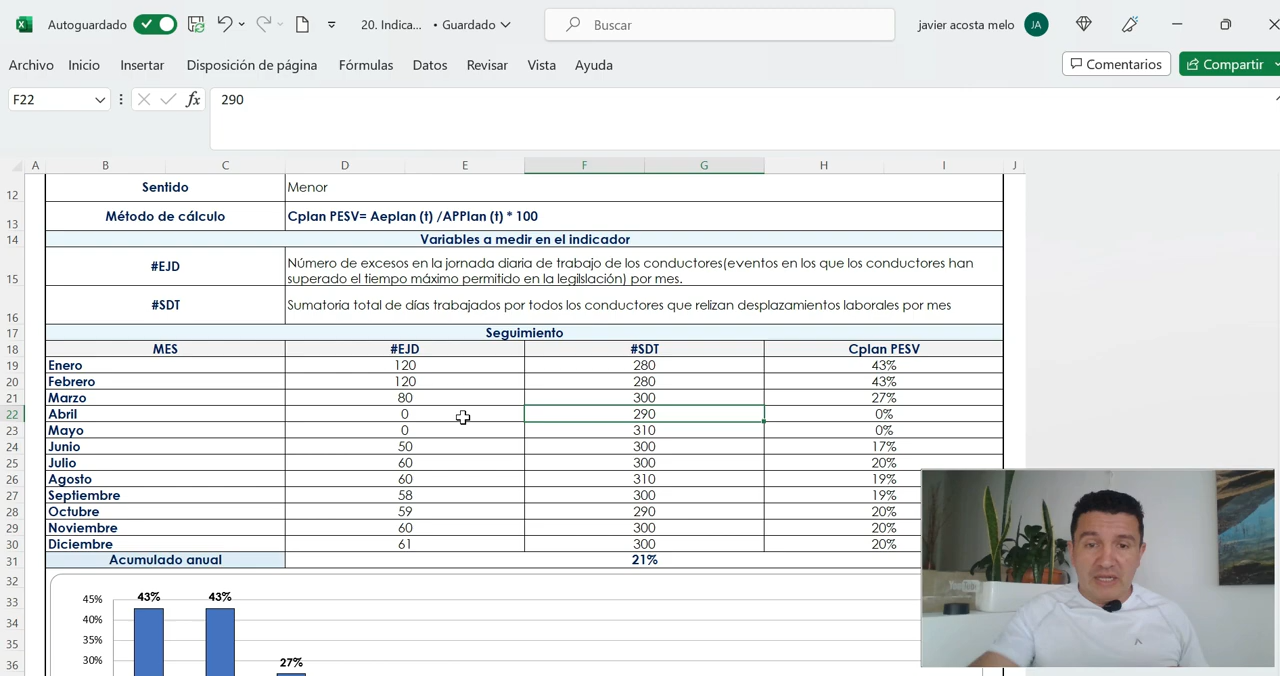 Autoguardado
20. Indica... • Guardado
Buscar
javier acosta melo
JA
Archivo Inicio Insertar Disposición de página Fórmulas Datos Revisar Vista Ayuda
Comentarios
Compartir
F22
fx
290
A B C D E F G H I J
12 Sentido Menor
13 Método de cálculo Cplan PESV= Aeplan (t) /APPlan (t) * 100
14 Variables a medir en el indicador
15 #EJD Número de excesos en la jornada diaria de trabajo de los conductores(eventos en los que los conductores han
superado el tiempo máximo permitido en la legilslación) por mes.
16 #SDT Sumatoria total de días trabajados por todos los conductores que relizan desplazamientos laborales por mes
17 Seguimiento
18 MES #EJD #SDT Cplan PESV
19 Enero 120 280 43%
20 Febrero 120 280 43%
21 Marzo 80 300 27%
22 Abril 0 290 0%
23 Mayo 0 310 0%
24 Junio 50 300 17%
25 Julio 60 300 20%
26 Agosto 60 310 19%
27 Septiembre 58 300 19%
28 Octubre 59 290 20%
29 Noviembre 60 300 20%
30 Diciembre 61 300 20%
31 Acumulado anual 21%
32
33
34
35
36
45%
40%
35%
30%
43%
43%
27%
YouTube